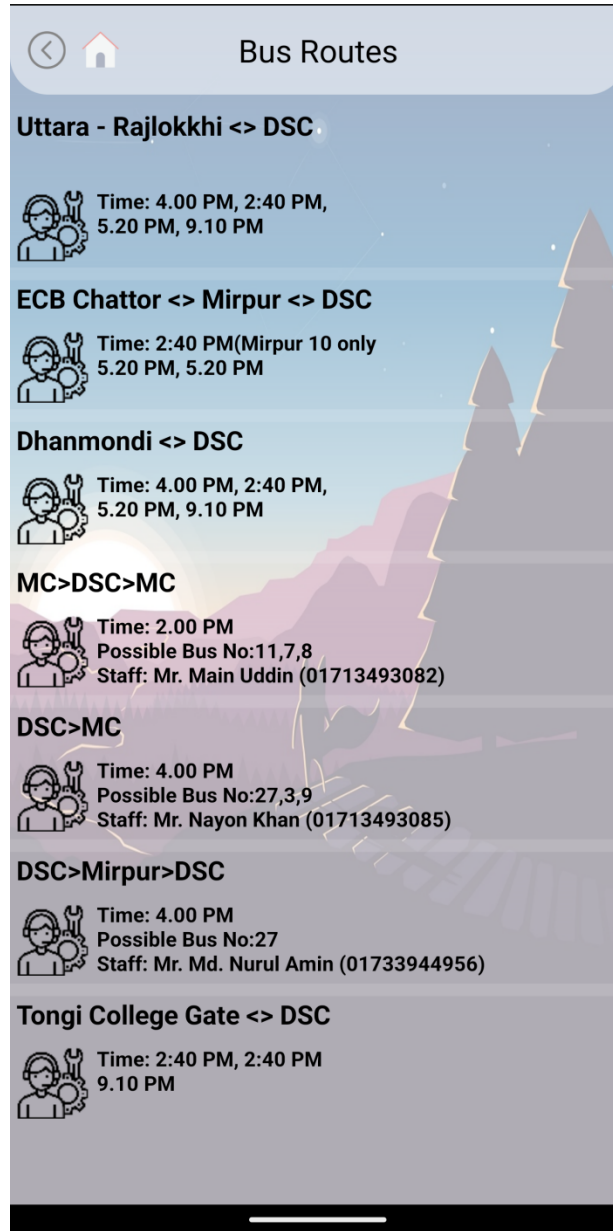 Bus Routes
Uttara - Rajlokkhi <> DSC
Time: 4.00 PM, 2:40 PM,
5.20 PM, 9.10 PM
ECB Chattor <> Mirpur <> DSC
Time: 2:40 PM(Mirpur 10 only
5.20 PM, 5.20 PM
Dhanmondi <> DSC
Time: 4.00 PM, 2:40 PM,
5.20 PM, 9.10 PM
MC>DSC>MC
Time: 2.00 PM
Possible Bus No:11,7,8
Staff: Mr. Main Uddin (01713493082)
DSC>MC
Time: 4.00 PM
Possible Bus No:27,3,9
Staff: Mr. Nayon Khan (01713493085)
DSC>Mirpur>DSC
Time: 4.00 PM
Possible Bus No:27
Staff: Mr. Md. Nurul Amin (01733944956)
Tongi College Gate <> DSC
Time: 2:40 PM, 2:40 PM
9.10 PM